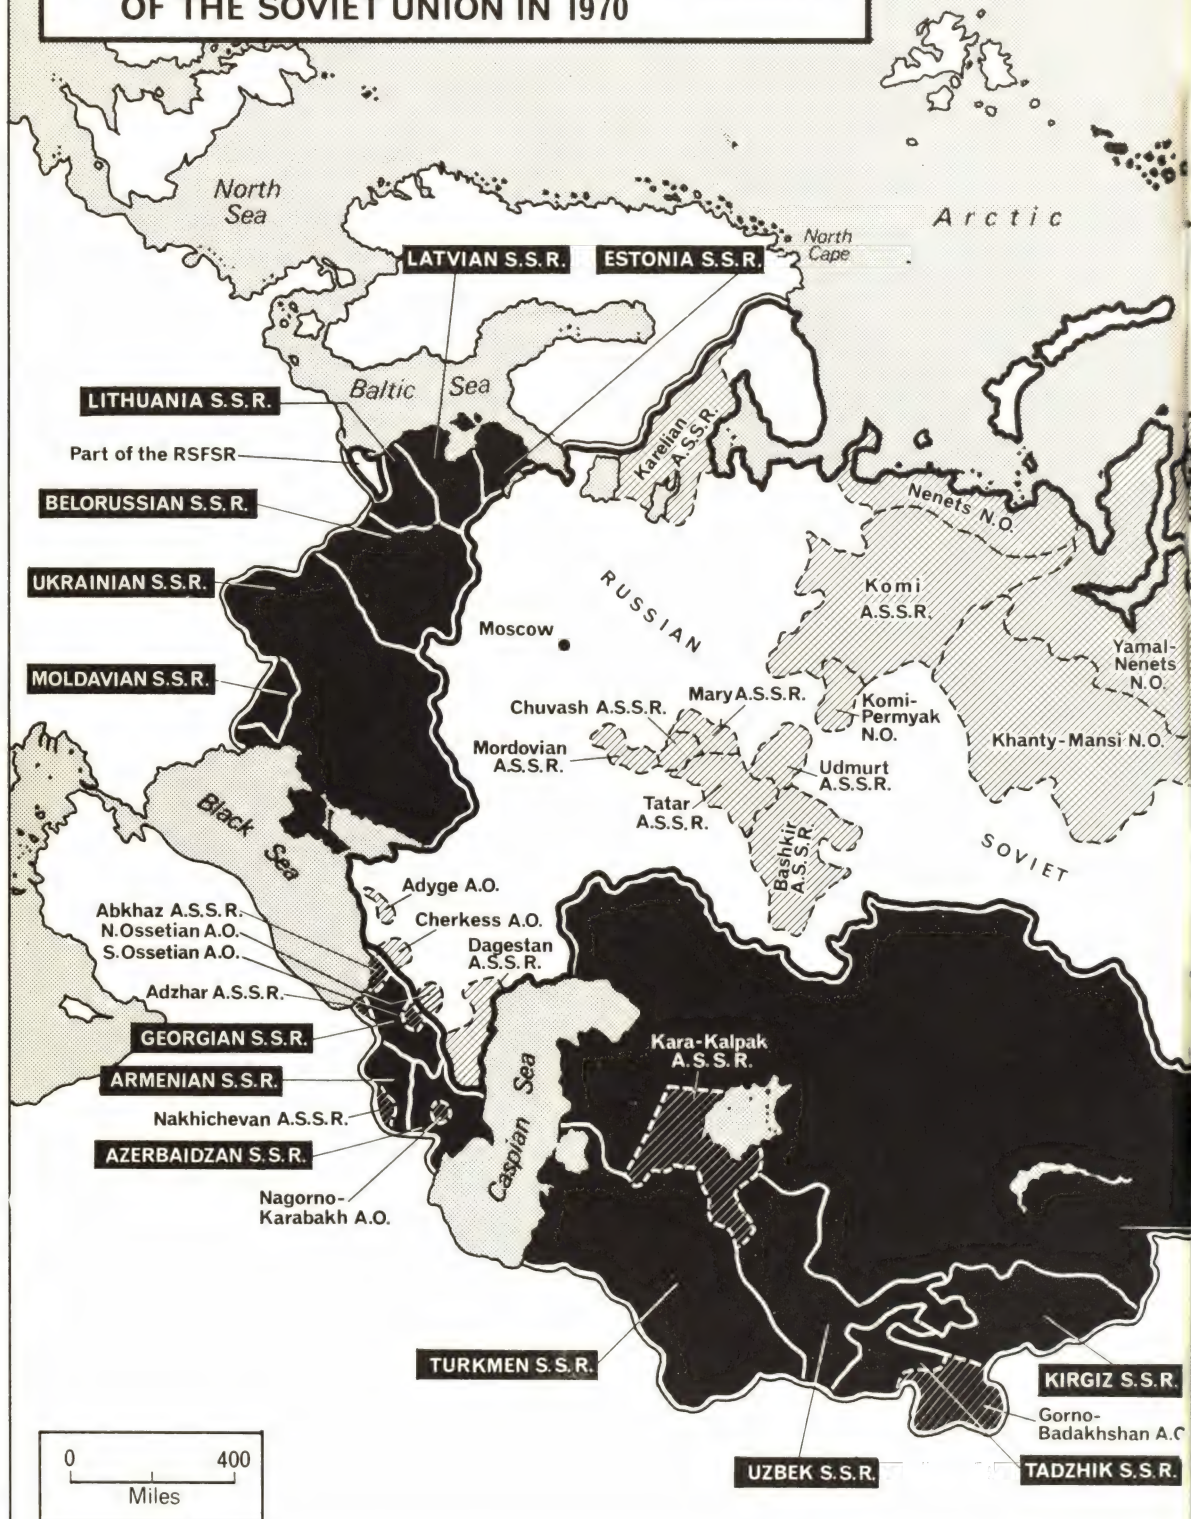 OF THE SOVIET UNION IN 1970
North
Sea
Arctic
North
Cape
LATVIAN S.S.R.
ESTONIA S.S.R.
Baltic Sea
LITHUANIA S.S.R.
Part of the RSFSR
Karelian
A.S.S.R.
BELORUSSIAN S.S.R.
Nenets N.O.
UKRAINIAN S.S.R.
RUSSIAN
Komi
A.S.S.R.
Moscow
Yamal-
Nenets
N.O.
MOLDAVIAN S.S.R.
Chuvash A.S.S.R.
Mary A.S.S.R.
Komi-
Permyak
N.O.
Mordovian
A.S.S.R.
Khanty-Mansi N.O.
Udmurt
A.S.S.R.
Tatar
A.S.S.R.
Black Sea
Bashkir
A.S.S.R.
SOVIET
Adyge A.O.
Abkhaz A.S.S.R.
Cherkess A.O.
N.Ossetian A.O.
S.Ossetian A.O.
Dagestan
A.S.S.R.
Adzhar A.S.S.R.
GEORGIAN S.S.R.
Kara-Kalpak
A.S.S.R.
ARMENIAN S.S.R.
Caspian Sea
Nakhichevan A.S.S.R.
AZERBAIDZAN S.S.R.
Nagorno-
Karabakh A.O.
TURKMEN S.S.R.
KIRGIZ S.S.R.
Gorno-
Badakhshan A.O
UZBEK S.S.R.
TADZHIK S.S.R.
0 400
Miles